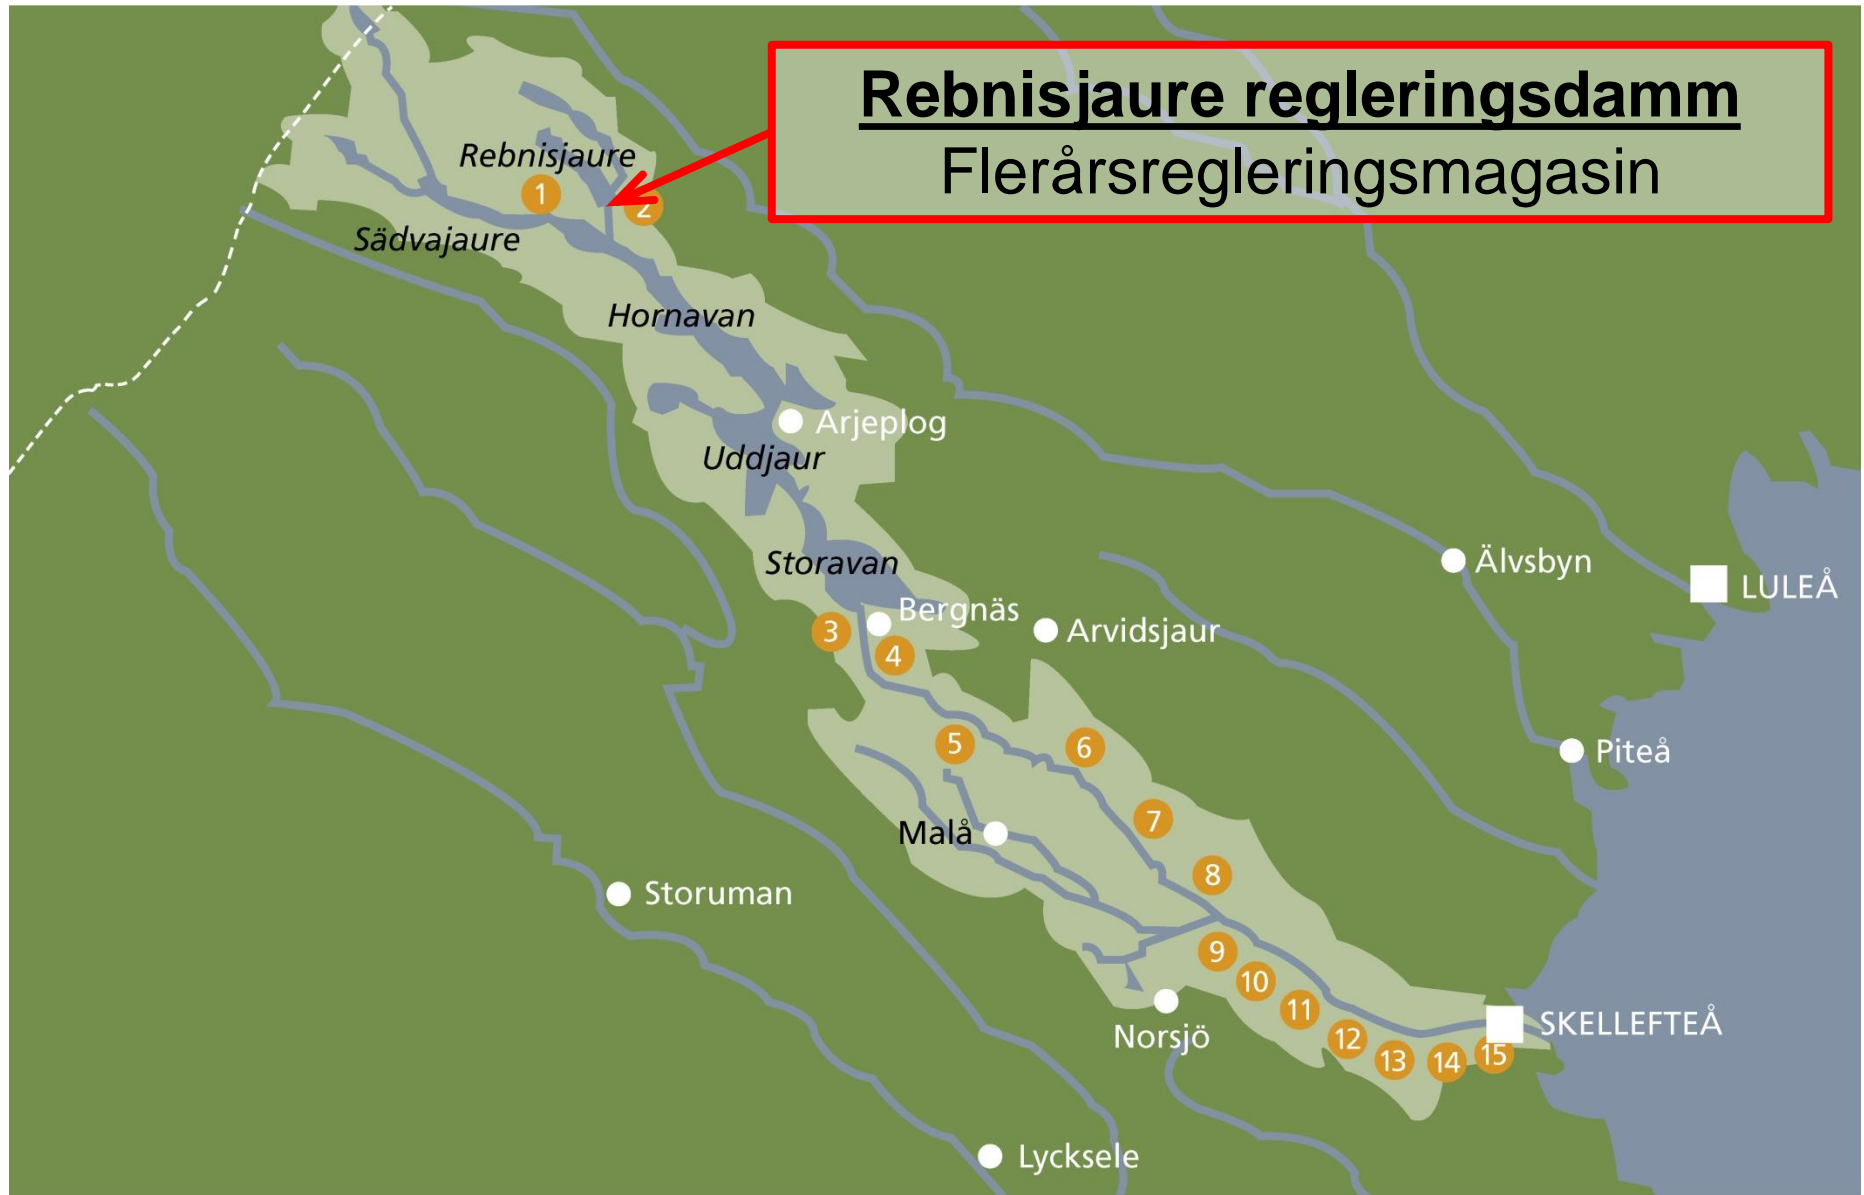 Rebnisjaure regleringsdamm
Flerårsregleringsmagasin
Rebnisjaure
1
2
Sädvajaure
Hornavan
Arjeplog
Uddjaur
Storavan
Älvsbyn
LULEÅ
Bergnäs
3
Arvidsjaur
4
5
6
Piteå
7
Malå
8
Storuman
9
10
11
SKELLEFTEÅ
Norsjö
12
13
14
15
Lycksele